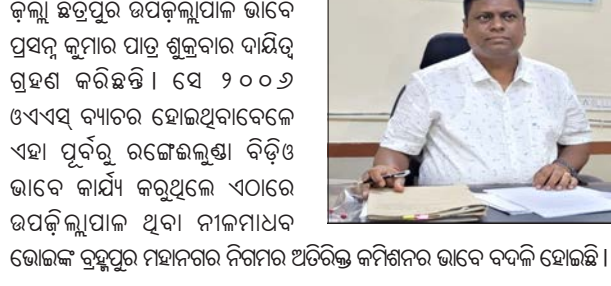 ଜିଲ୍ଲା ଛତ୍ରପୁର ଉପଜିଲ୍ଲାପାଳ ଭାବେ
ପ୍ରସନ୍ନ କୁମାର ପାତ୍ର ଶୁକ୍ରବାର ଦାୟିତ୍ୱ
ଗ୍ରହଣ କରିଛନ୍ତି । ସେ ୨୦୦୬
ଓଏଏସ୍ ବ୍ୟାଚର ହୋଇଥିବାବେଳେ
ଏହା ପୂର୍ବରୁ ରଙ୍ଗେଇଲୁଣ୍ଡା ବିଡ଼ିଓ
ଭାବେ କାର୍ଯ୍ୟ କରୁଥିଲେ ଏଠାରେ
ଉପଜ଼ିଲ୍ଲାପାଳ ଥିବା ନୀଳମାଧବ
ଭୋଇଙ୍କ ବ୍ରହ୍ମପୁର ମହାନଗର ନିଗମର ଅତିରିକ୍ତ କମିଶନର ଭାବେ ବଦଳି ହୋଇଛି ।